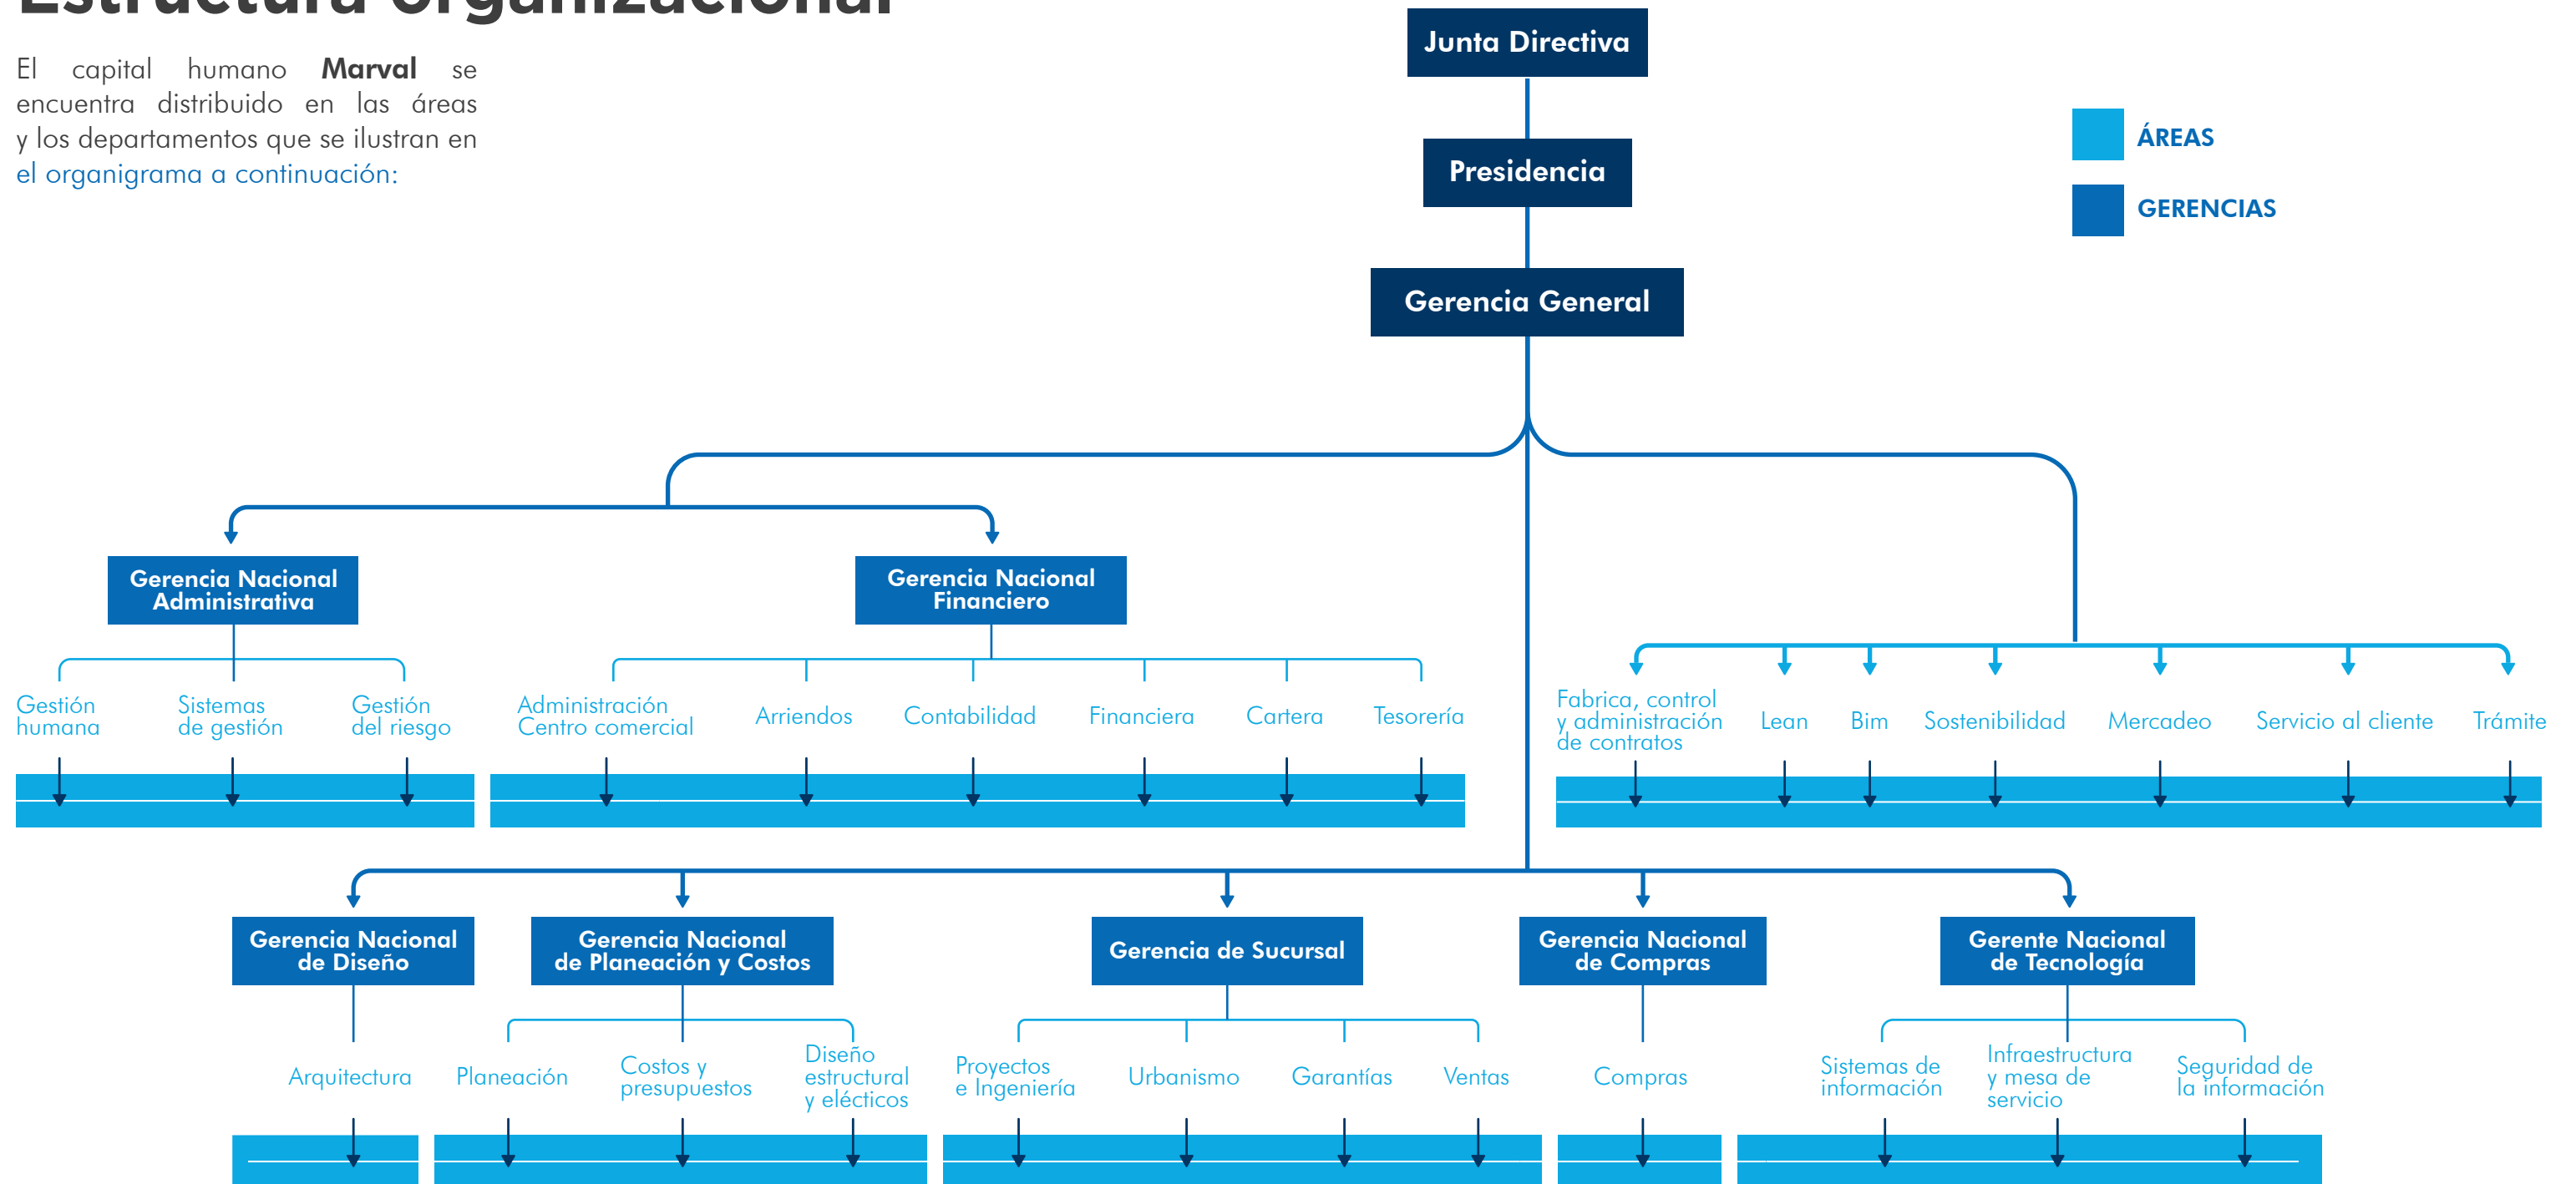 Estructura organizacional
El capital humano Marval se
encuentra distribuido en las áreas
y los departamentos que se ilustran en
el organigrama a continuación:
Junta Directiva
Presidencia
Gerencia General
ÁREAS
GERENCIAS
Gerencia Nacional
Administrativa
Gerencia Nacional
Financiero
Gestión
humana
Sistemas
de gestión
Gestión
del riesgo
Administración
Centro comercial
Arriendos
Contabilidad
Financiera
Cartera
Tesorería
Fabrica, control
y administración
de contratos
Lean
Bim
Sostenibilidad
Mercadeo
Servicio al cliente
Trámite
Gerencia Nacional
de Diseño
Gerencia Nacional
de Planeación y Costos
Gerencia de Sucursal
Gerencia Nacional
de Compras
Gerente Nacional
de Tecnología
Arquitectura
Planeación
Costos y
presupuestos
Diseño
estructural
y elécticos
Proyectos
e Ingeniería
Urbanismo
Garantías
Ventas
Compras
Sistemas de
información
Infraestructura
y mesa de
servicio
Seguridad de
la información